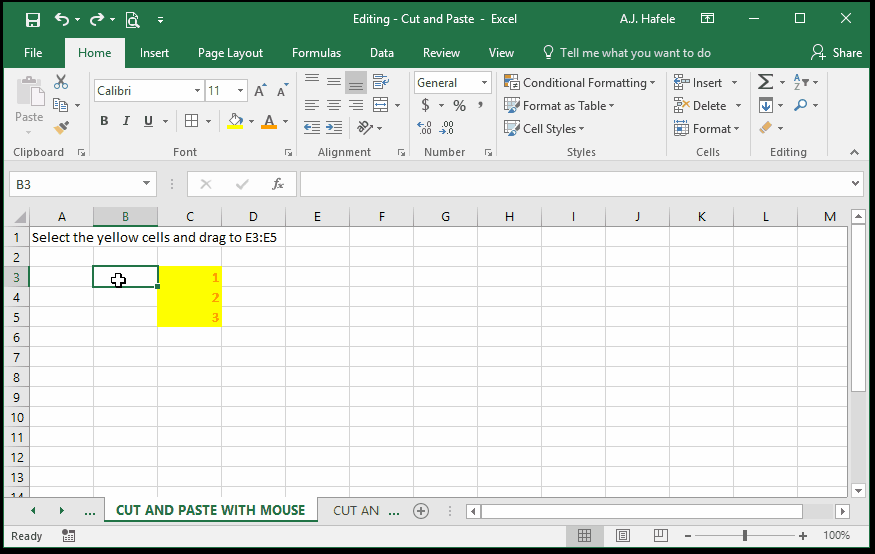 Editing - Cut and Paste - Excel
A.J. Hafele
File Home Insert Page Layout Formulas Data Review View Tell me what you want to do Share
Paste
Calibri 11
B I U A A A
General
$ % ,
.00 .0
Conditional Formatting
Format as Table
Cell Styles
Insert
Delete
Format
Clipboard Font Alignment Number Styles Cells Editing
B3 fx
A B C D E F G H I J K L M
1 Select the yellow cells and drag to E3:E5
2
3 1
4 2
5 3
6
7
8
9
10
11
12
13
14
... CUT AND PASTE WITH MOUSE CUT AN ...
Ready 100%